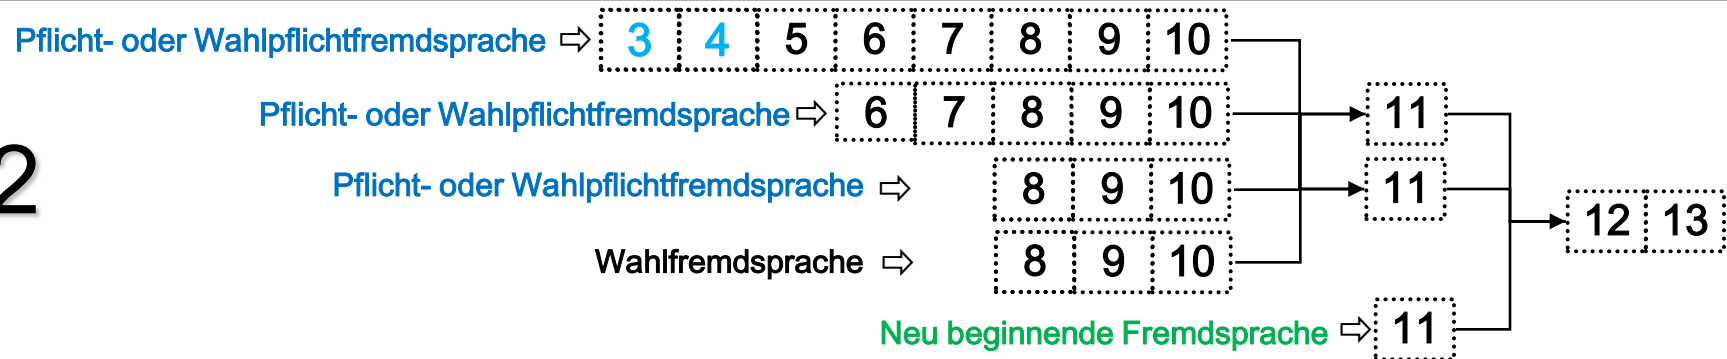 Pflicht- oder Wahlpflichtfremdsprache ⇨ 3 4 5 6 7 8 9 10
Pflicht- oder Wahlpflichtfremdsprache ⇨ 6 7 8 9 10 11
2
Pflicht- oder Wahlpflichtfremdsprache ⇨ 8 9 10 11
12 13
Wahlfremdsprache ⇨ 8 9 10
Neu beginnende Fremdsprache ⇨ 11